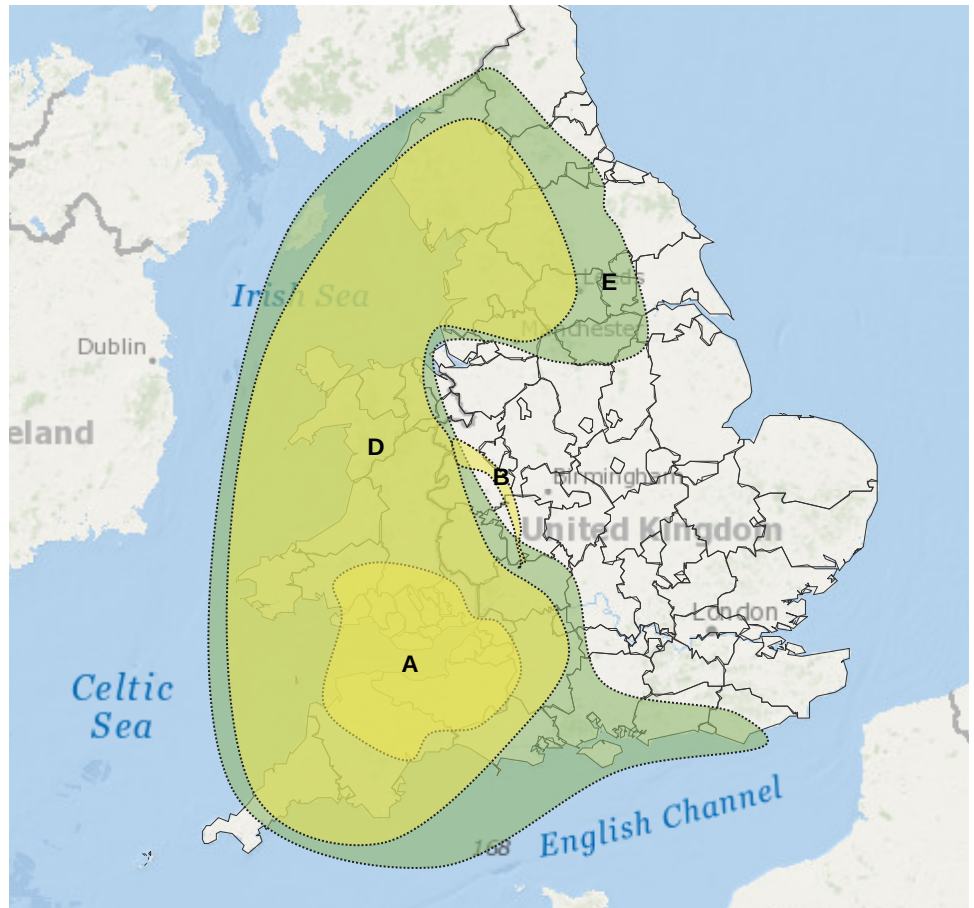 E
Leeds
Irish Sea
Manchester
Dublin
eland
D
B
Birmingham
United Kingdom
London
A
Celtic
Sea
English Channel
168